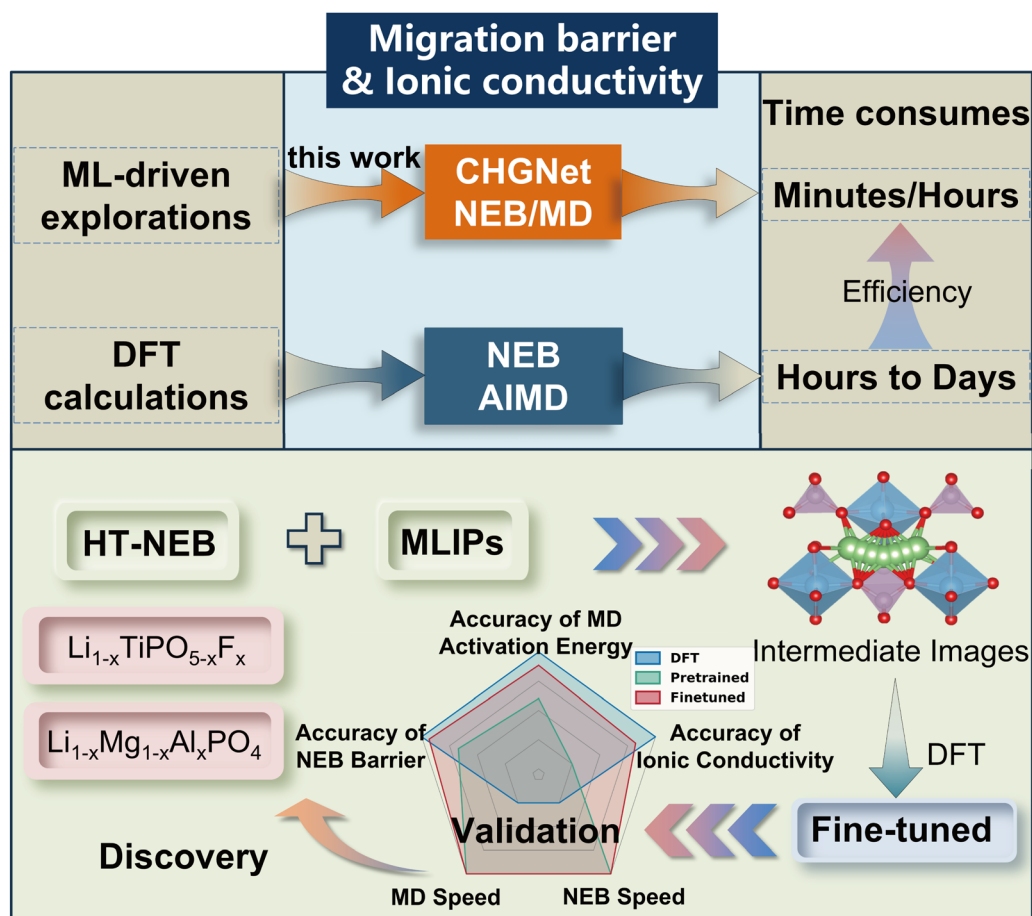 Migration barrier
& Ionic conductivity
Time consumes
this work
ML-driven
explorations
CHGNet
NEB/MD
Minutes/Hours
Efficiency
DFT
calculations
NEB
AIMD
Hours to Days
HT-NEB
MLIPs
Li₁₋ₓTiPO₅₋ₓFₓ
Li₁₋ₓMg₁₋ₓAlₓPO₄
Accuracy of MD
Activation Energy
DFT
Pretrained
Finetuned
Intermediate Images
Accuracy of
NEB Barrier
Accuracy of
Ionic Conductivity
DFT
Validation
Fine-tuned
Discovery
MD Speed
NEB Speed